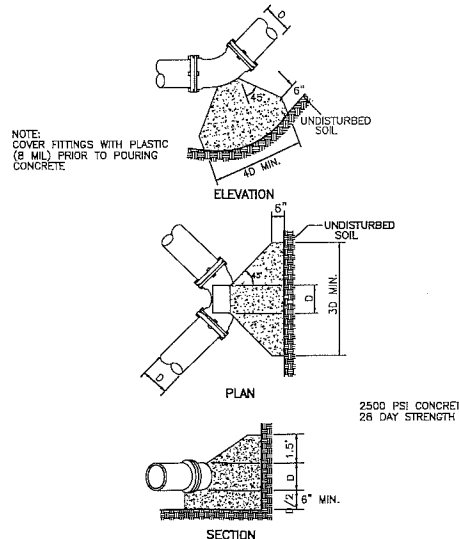 D
6"
45°
UNDISTURBED
SOIL
NOTE:
COVER FITTINGS WITH PLASTIC
(8 MIL) PRIOR TO POURING
CONCRETE
4D MIN.
ELEVATION
6"
UNDISTURBED
SOIL
45°
D
3D MIN.
D
PLAN
2500 PSI CONCRET
28 DAY STRENGTH
1.5'
D
D/2
6" MIN.
SECTION